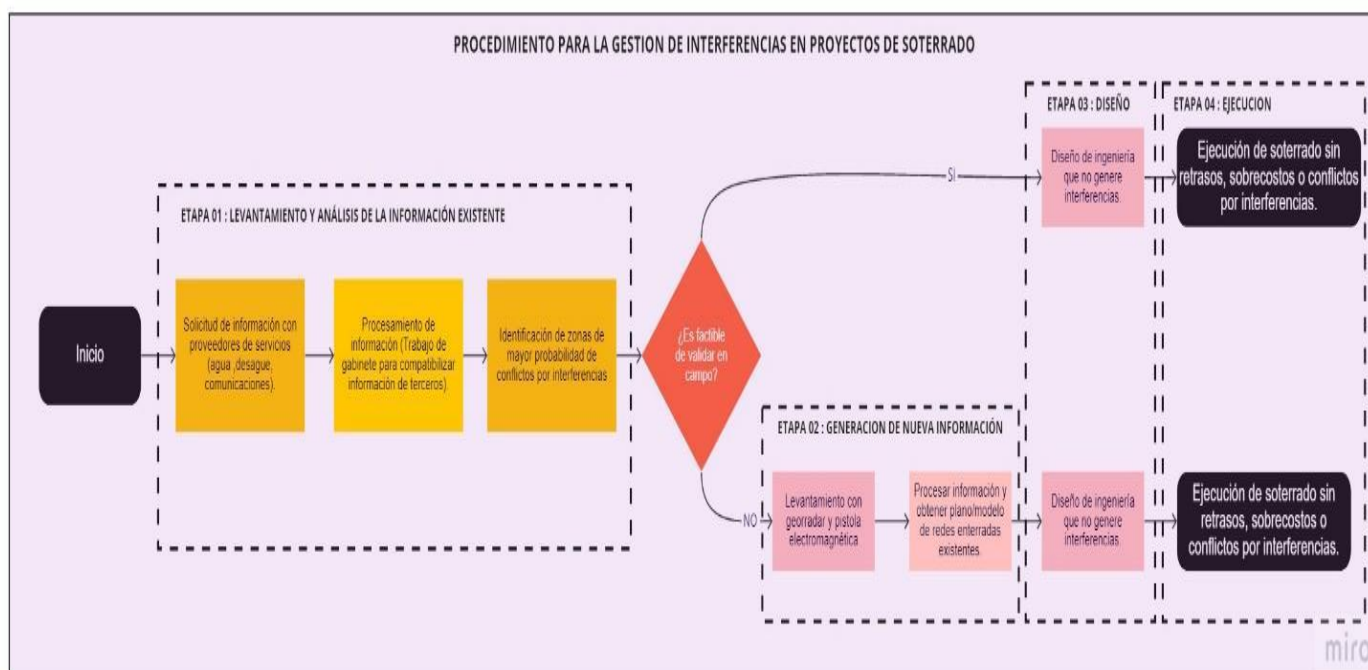 PROCEDIMIENTO PARA LA GESTION DE INTERFERENCIAS EN PROYECTOS DE SOTERRADO
ETAPA 01 : LEVANTAMIENTO Y ANÁLISIS DE LA INFORMACIÓN EXISTENTE
Inicio
Solicitud de información con
proveedores de servicios
(agua ,desague,
comunicaciones).
Procesamiento de
información (Trabajo de
gabinete para compatibilizar
información de terceros).
Identificación de zonas de
mayor probabilidad de
conflictos por interferencias
¿Es factible
de validar en
campo?
SI
NO
ETAPA 02 : GENERACION DE NUEVA INFORMACIÓN
Levantamiento con
georradar y pistola
electromagnética
Procesar información y
obtener plano/modelo
de redes enterradas
existentes.
ETAPA 03 : DISEÑO
Diseño de ingeniería
que no genere
interferencias.
Diseño de ingeniería
que no genere
interferencias.
ETAPA 04 : EJECUCION
Ejecución de soterrado sin
retrasos, sobrecostos o conflictos
por interferencias.
Ejecución de soterrado sin
retrasos, sobrecostos o
conflictos por interferencias.
miro